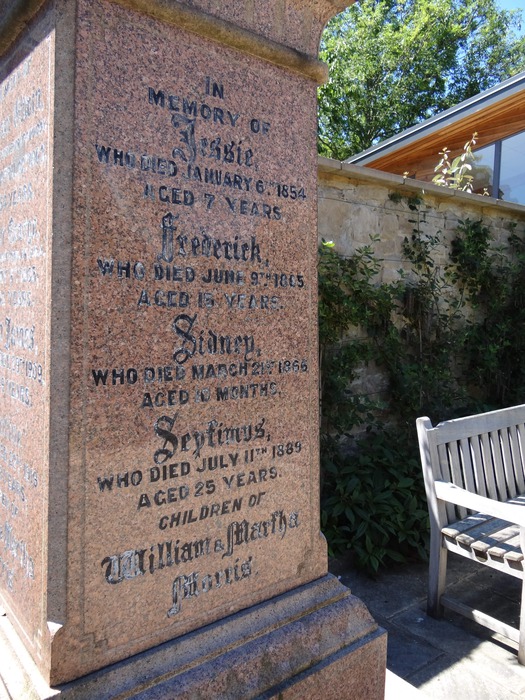 IN
MEMORY OF
Jessie,
WHO DIED JANUARY 6TH 1854
AGED 7 YEARS.
Frederick,
WHO DIED JUNE 9TH 1865
AGED 15 YEARS.
Sidney,
WHO DIED MARCH 21ST 1866
AGED 10 MONTHS.
Septimus,
WHO DIED JULY 11TH 1889
AGED 25 YEARS.
CHILDREN OF
William & Martha
Morris.